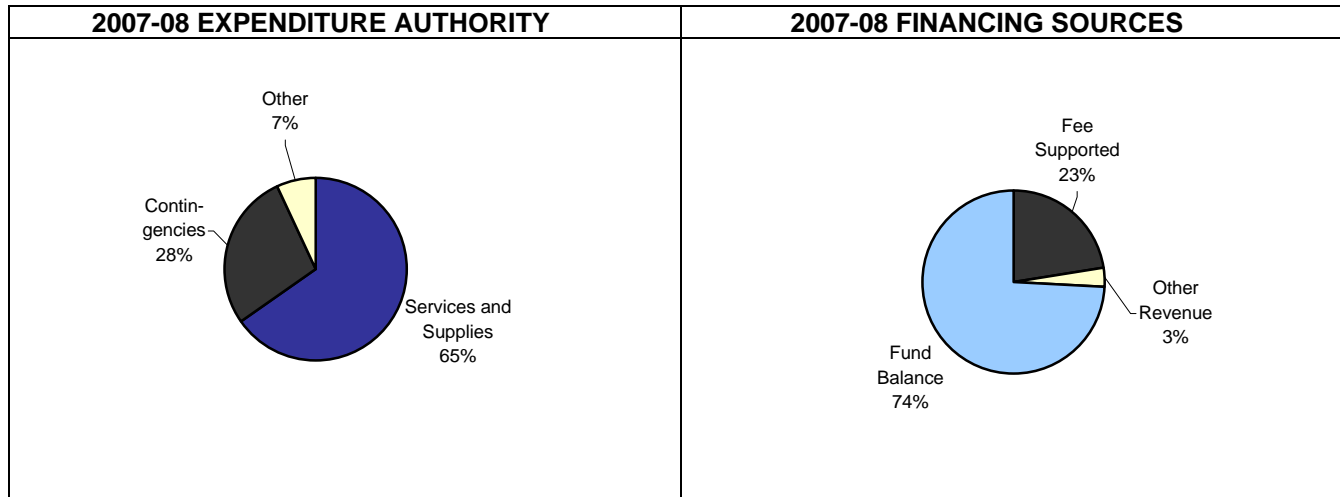 2007-08 EXPENDITURE AUTHORITY
Other
7%
Contin-
gencies
28%
Services and
Supplies
65%
2007-08 FINANCING SOURCES
Fee
Supported
23%
Other
Revenue
3%
Fund
Balance
74%